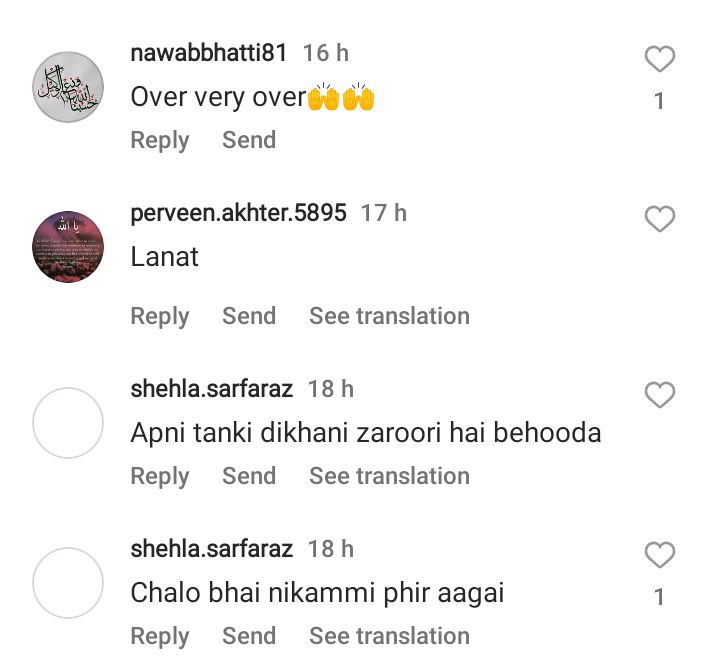 nawabbhatti81 16 h
Over very over🙌🙌
1
Reply Send
perveen.akhter.5895 17 h
Lanat
Reply Send See translation
shehla.sarfaraz 18 h
Apni tanki dikhani zaroori hai behooda
Reply Send See translation
shehla.sarfaraz 18 h
Chalo bhai nikammi phir aagai
1
Reply Send See translation